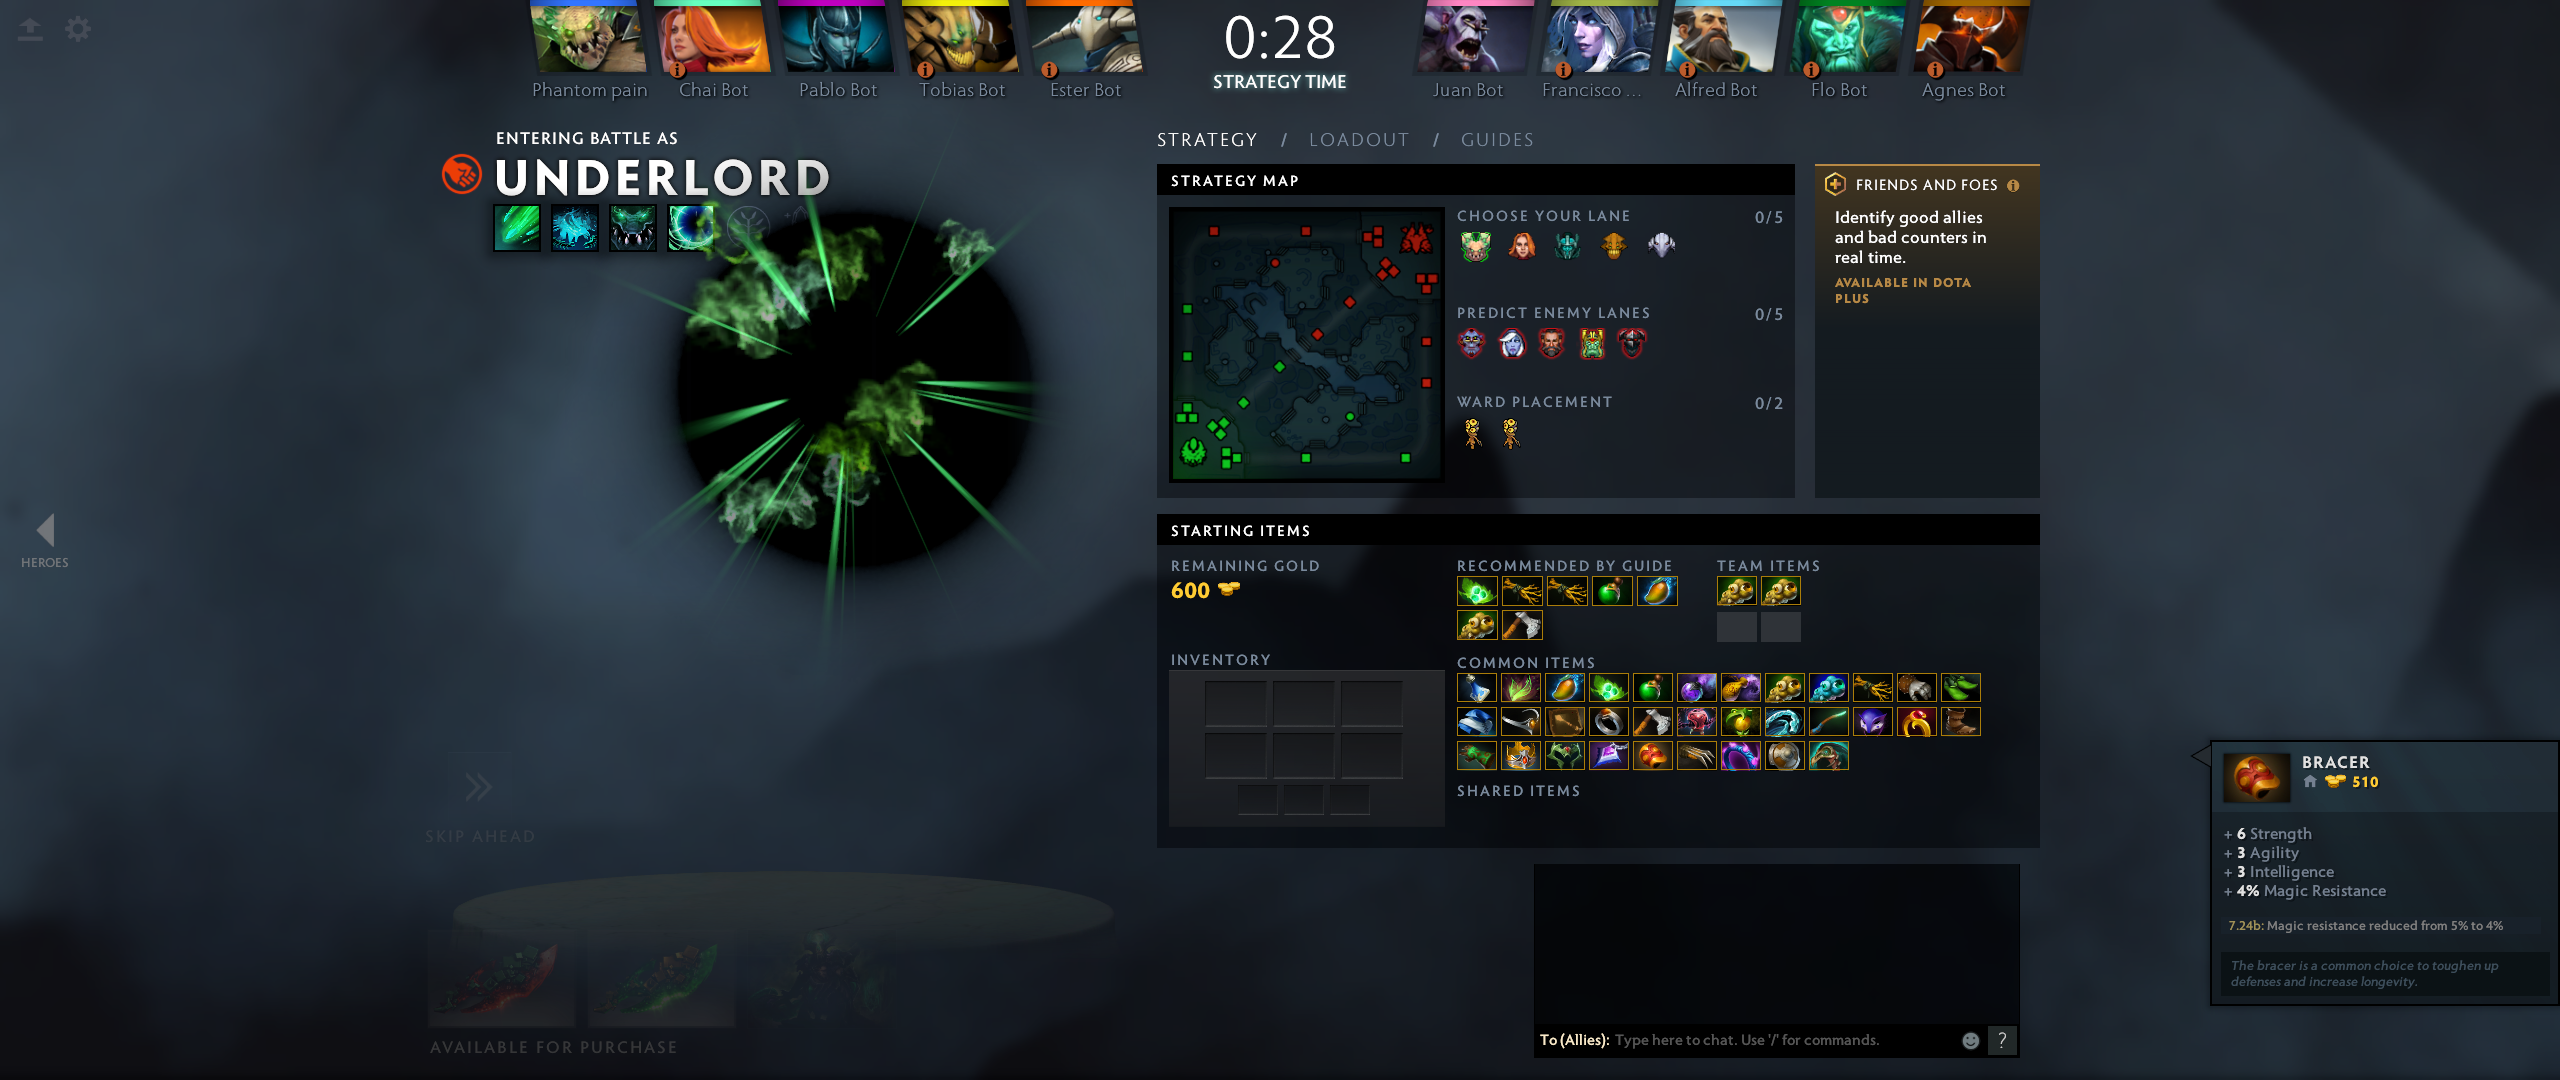 Phantom pain
Chai Bot
Pablo Bot
Tobias Bot
Ester Bot
0:28
STRATEGY TIME
Juan Bot
Francisco ...
Alfred Bot
Flo Bot
Agnes Bot
ENTERING BATTLE AS
UNDERLORD
HEROES
SKIP AHEAD
AVAILABLE FOR PURCHASE
STRATEGY / LOADOUT / GUIDES
STRATEGY MAP
CHOOSE YOUR LANE 0/5
PREDICT ENEMY LANES 0/5
WARD PLACEMENT 0/2
FRIENDS AND FOES
Identify good allies
and bad counters in
real time.
AVAILABLE IN DOTA
PLUS
STARTING ITEMS
REMAINING GOLD
600
RECOMMENDED BY GUIDE
TEAM ITEMS
INVENTORY
COMMON ITEMS
SHARED ITEMS
To (Allies): Type here to chat. Use '/' for commands.
?
BRACER
510
+ 6 Strength
+ 3 Agility
+ 3 Intelligence
+ 4% Magic Resistance
7.24b: Magic resistance reduced from 5% to 4%
The bracer is a common choice to toughen up
defenses and increase longevity.